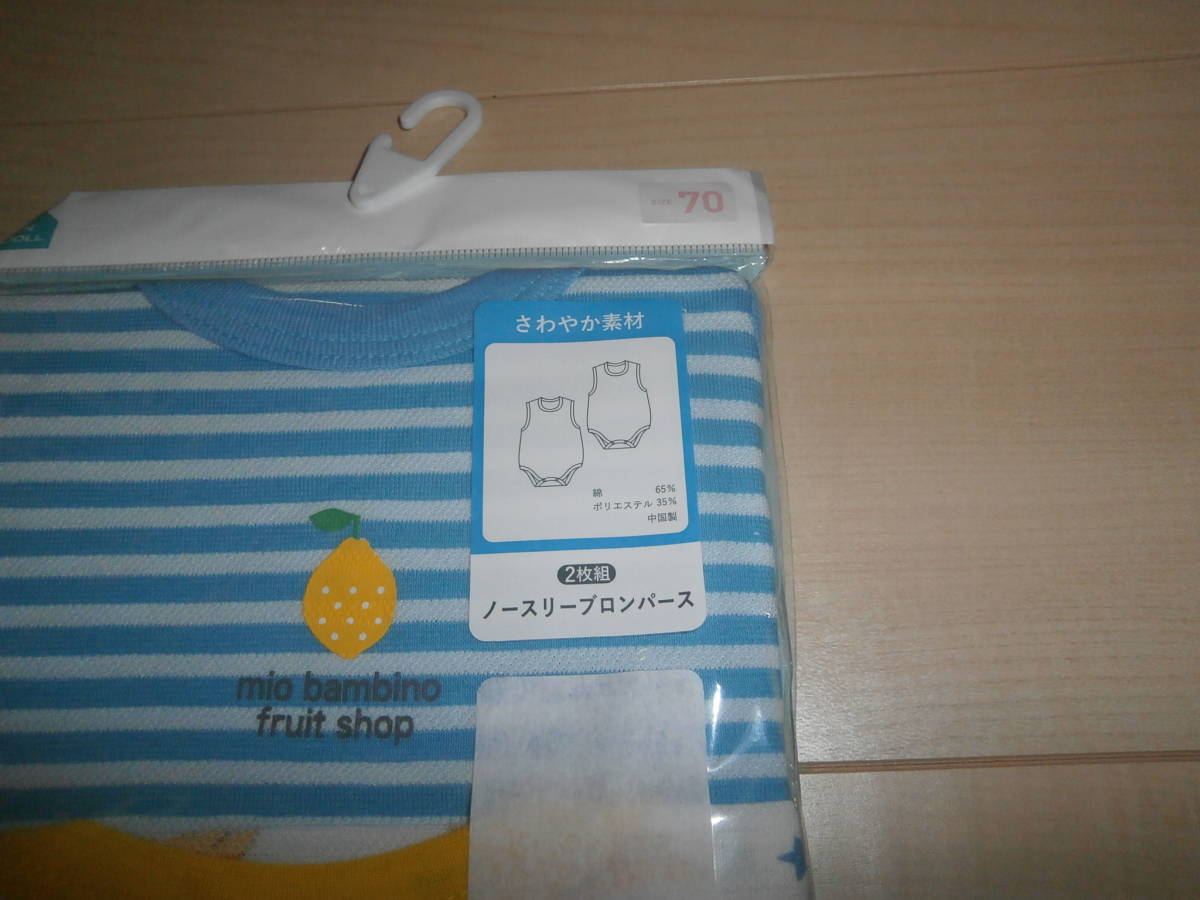 SIZE 70
OLL
さわやか素材
綿 65%
ポリエステル 35%
中国製
2枚組
ノースリーブロンパース
mio bambino
fruit shop